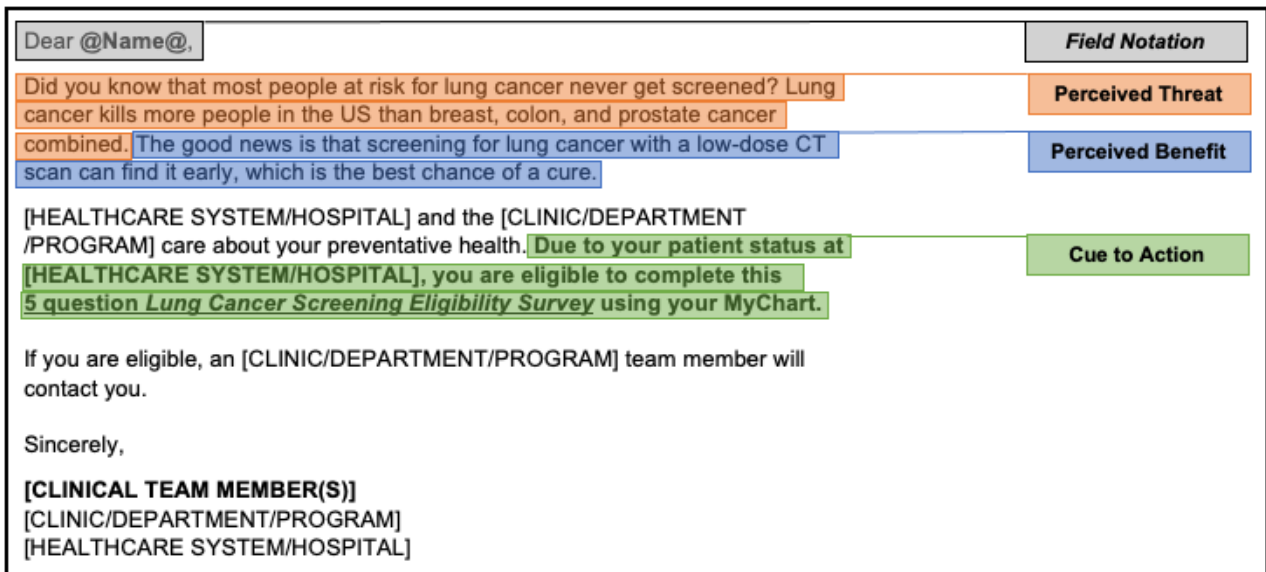 Dear @Name@,
Field Notation
Did you know that most people at risk for lung cancer never get screened? Lung
cancer kills more people in the US than breast, colon, and prostate cancer
Perceived Threat
combined. The good news is that screening for lung cancer with a low-dose CT
scan can find it early, which is the best chance of a cure.
Perceived Benefit
[HEALTHCARE SYSTEM/HOSPITAL] and the [CLINIC/DEPARTMENT
/PROGRAM] care about your preventative health. Due to your patient status at
[HEALTHCARE SYSTEM/HOSPITAL], you are eligible to complete this
5 question Lung Cancer Screening Eligibility Survey using your MyChart.
Cue to Action
If you are eligible, an [CLINIC/DEPARTMENT/PROGRAM] team member will
contact you.
Sincerely,
[CLINICAL TEAM MEMBER(S)]
[CLINIC/DEPARTMENT/PROGRAM]
[HEALTHCARE SYSTEM/HOSPITAL]